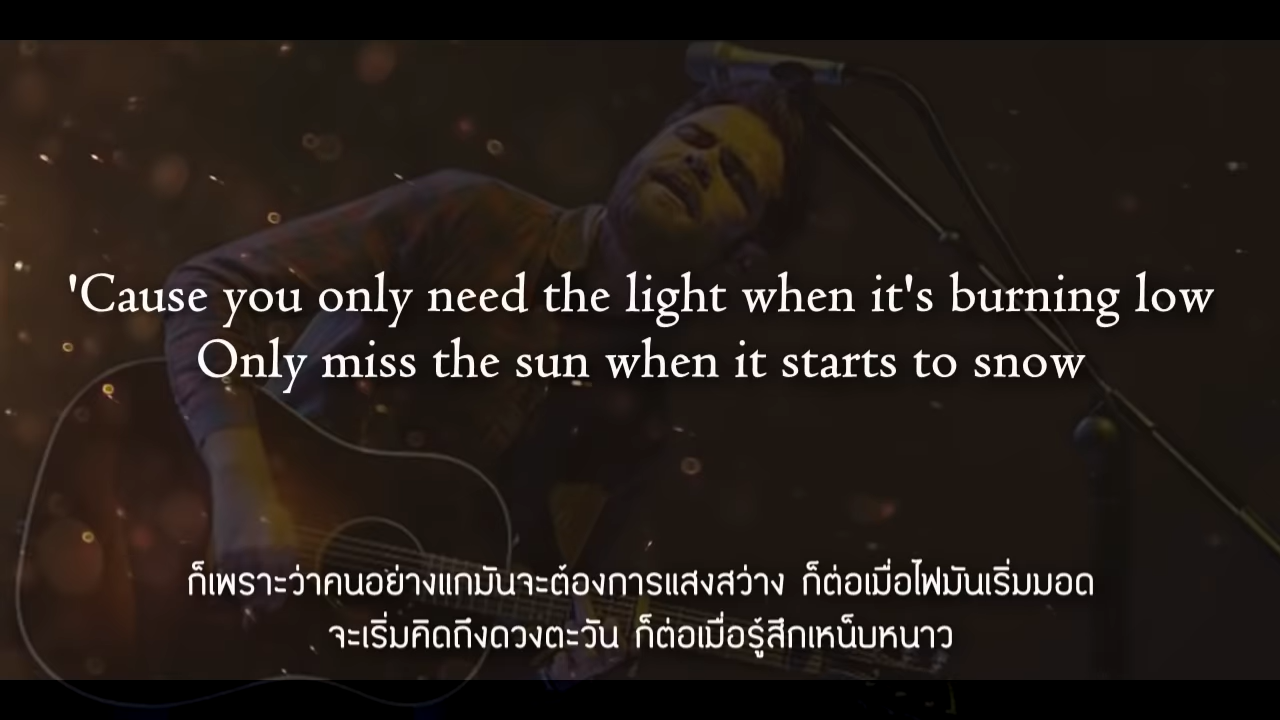 'Cause you only need the light when it's burning low
Only miss the sun when it starts to snow
ก็เพราะว่าคนอย่างแกมันจะต้องการแสงสว่าง ก็ต่อเมื่อไฟมันเริ่มมอด
จะเริ่มคิดถึงดวงตะวัน ก็ต่อเมื่อรู้สึกเหน็บหนาว